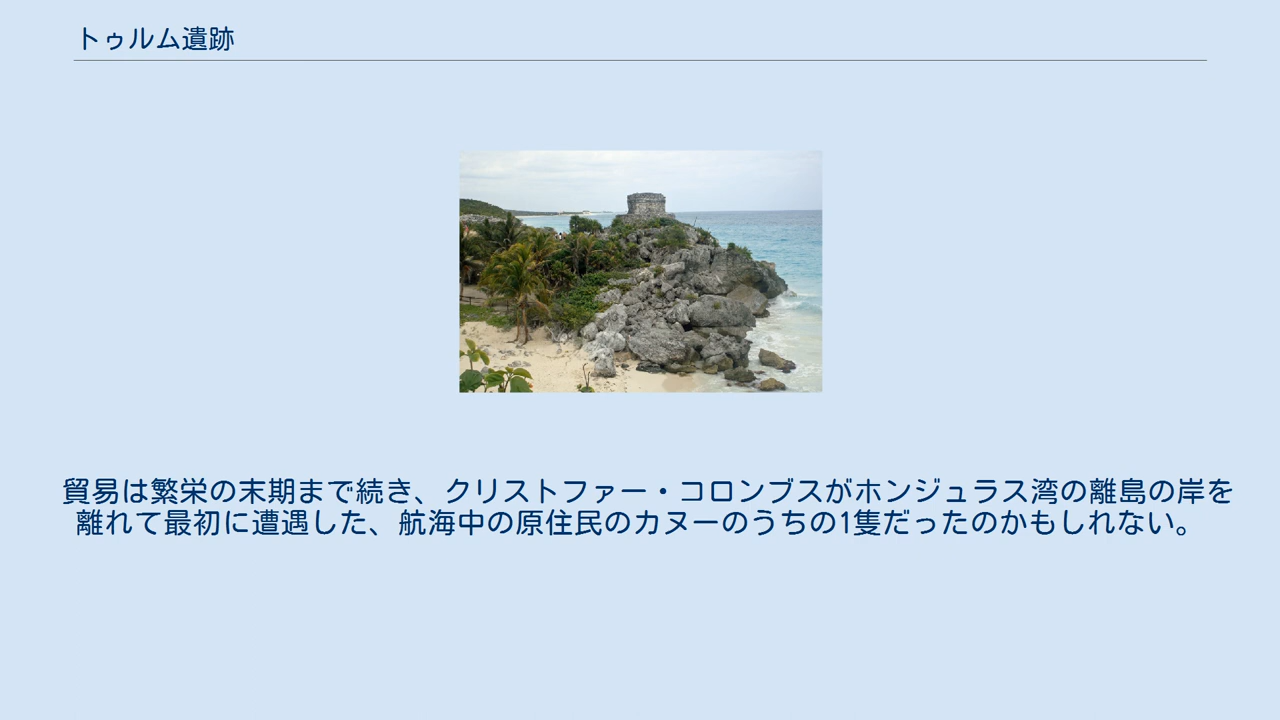 トゥルム遺跡
貿易は繁栄の末期まで続き、クリストファー・コロンブスがホンジュラス湾の離島の岸を
離れて最初に遭遇した、航海中の原住民のカヌーのうちの1隻だったのかもしれない。